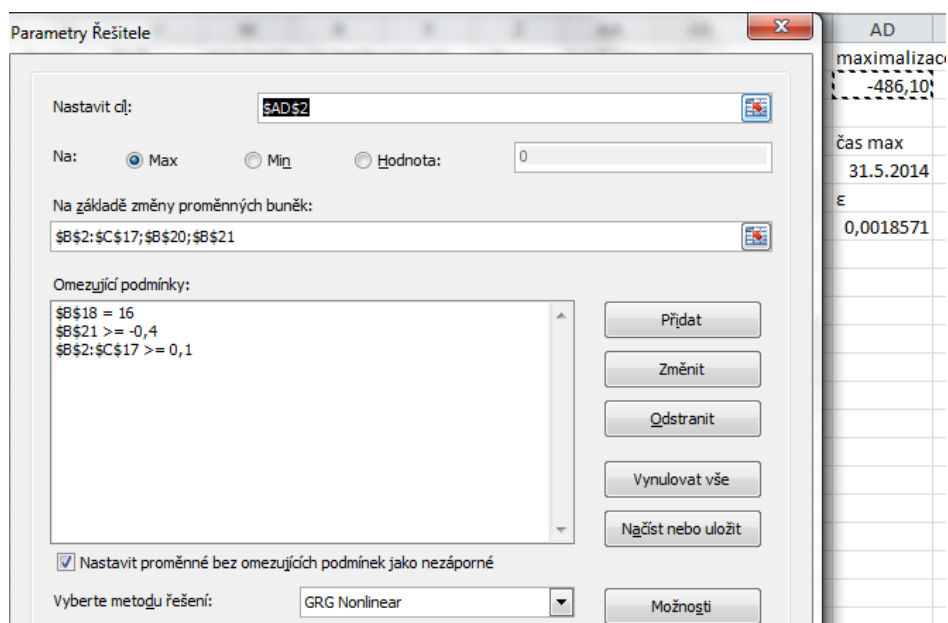 Parametry Řešitele
AD
maximalizac
-486,10
čas max
31.5.2014
ε
0,0018571
Nastavit cíl:
$AD$2
Na:
Max
Min
Hodnota:
0
Na základě změny proměnných buněk:
$B$2:$C$17;$B$20;$B$21
Omezující podmínky:
$B$18 = 16
$B$21 >= -0,4
$B$2:$C$17 >= 0,1
Přidat
Změnit
Odstranit
Vynulovat vše
Načíst nebo uložit
Nastavit proměnné bez omezujících podmínek jako nezáporné
Vyberte metodu řešení:
GRG Nonlinear
Možnosti